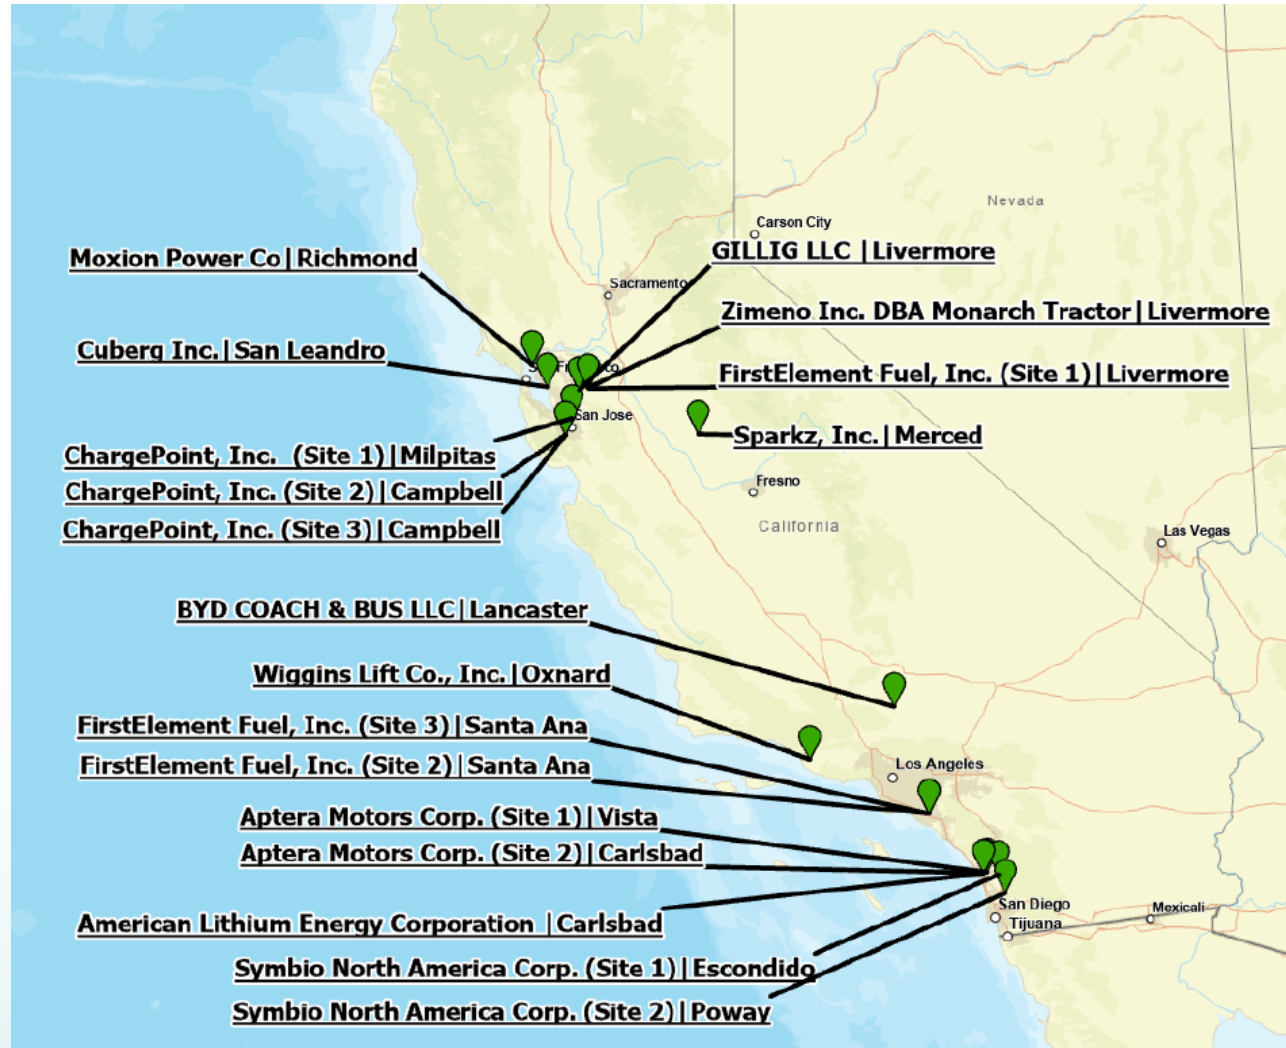 Nevada
Carson City
Moxion Power Co|Richmond
GILLIG LLC |Livermore
Sacramento
Zimeno Inc. DBA Monarch Tractor|Livermore
Cuberg Inc.|San Leandro
FirstElement Fuel, Inc. (Site 1)|Livermore
San Jose
Sparkz, Inc.|Merced
ChargePoint, Inc. (Site 1)|Milpitas
Fresno
ChargePoint, Inc. (Site 2)|Campbell
California
ChargePoint, Inc. (Site 3)|Campbell
Las Vegas
BYD COACH & BUS LLC|Lancaster
Wiggins Lift Co., Inc.|Oxnard
FirstElement Fuel, Inc. (Site 3)|Santa Ana
FirstElement Fuel, Inc. (Site 2)|Santa Ana
Los Angeles
Aptera Motors Corp. (Site 1)|Vista
Aptera Motors Corp. (Site 2)|Carlsbad
San Diego
Mexicali
American Lithium Energy Corporation |Carlsbad
Tijuana
Symbio North America Corp. (Site 1)|Escondido
Symbio North America Corp. (Site 2)|Poway